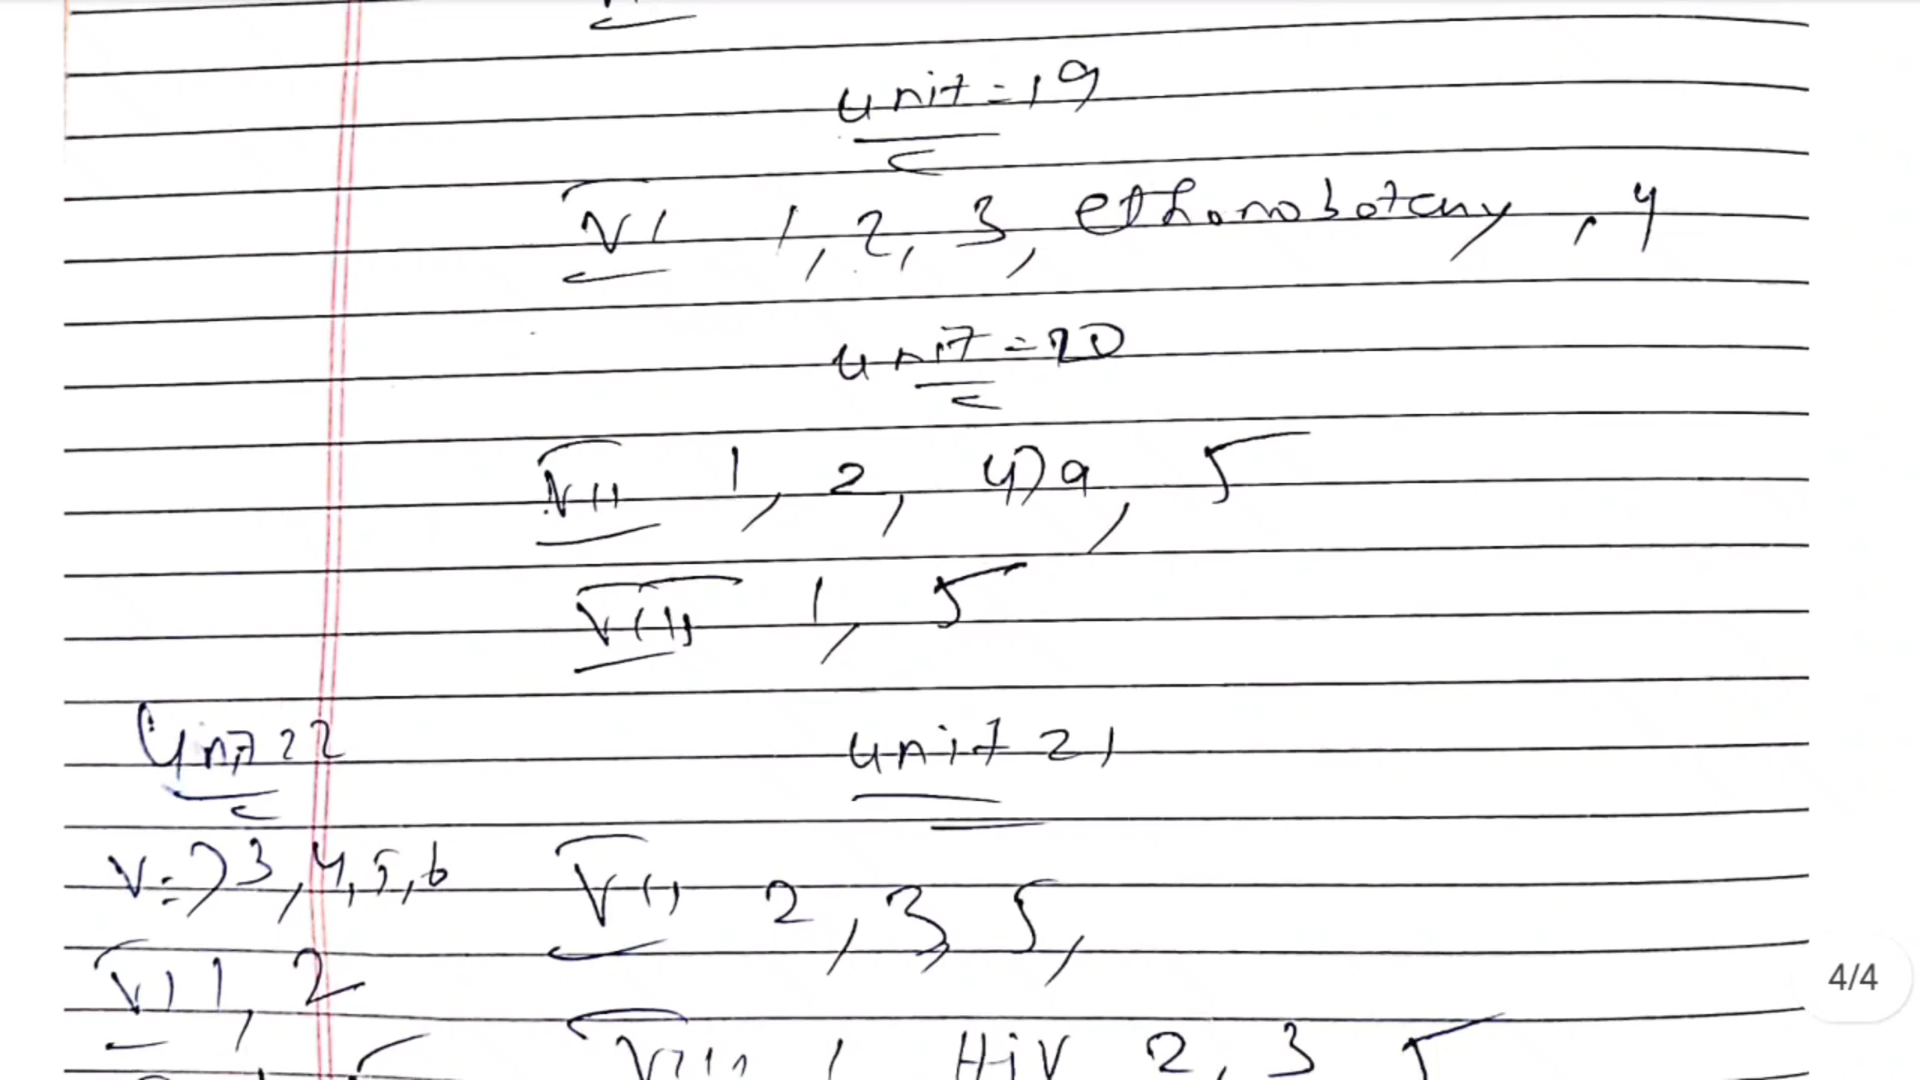 unit = 19
VI 1, 2, 3, ethonobotany, 4
unit = 20
VII 1, 2, 4) a, 5
VIII 1, 5
Unit 22
unit 21
V => 3, 4, 5, 6
VII 2, 3, 5,
VI 1, 2
VIII 1 HiV 2, 3 5
4/4